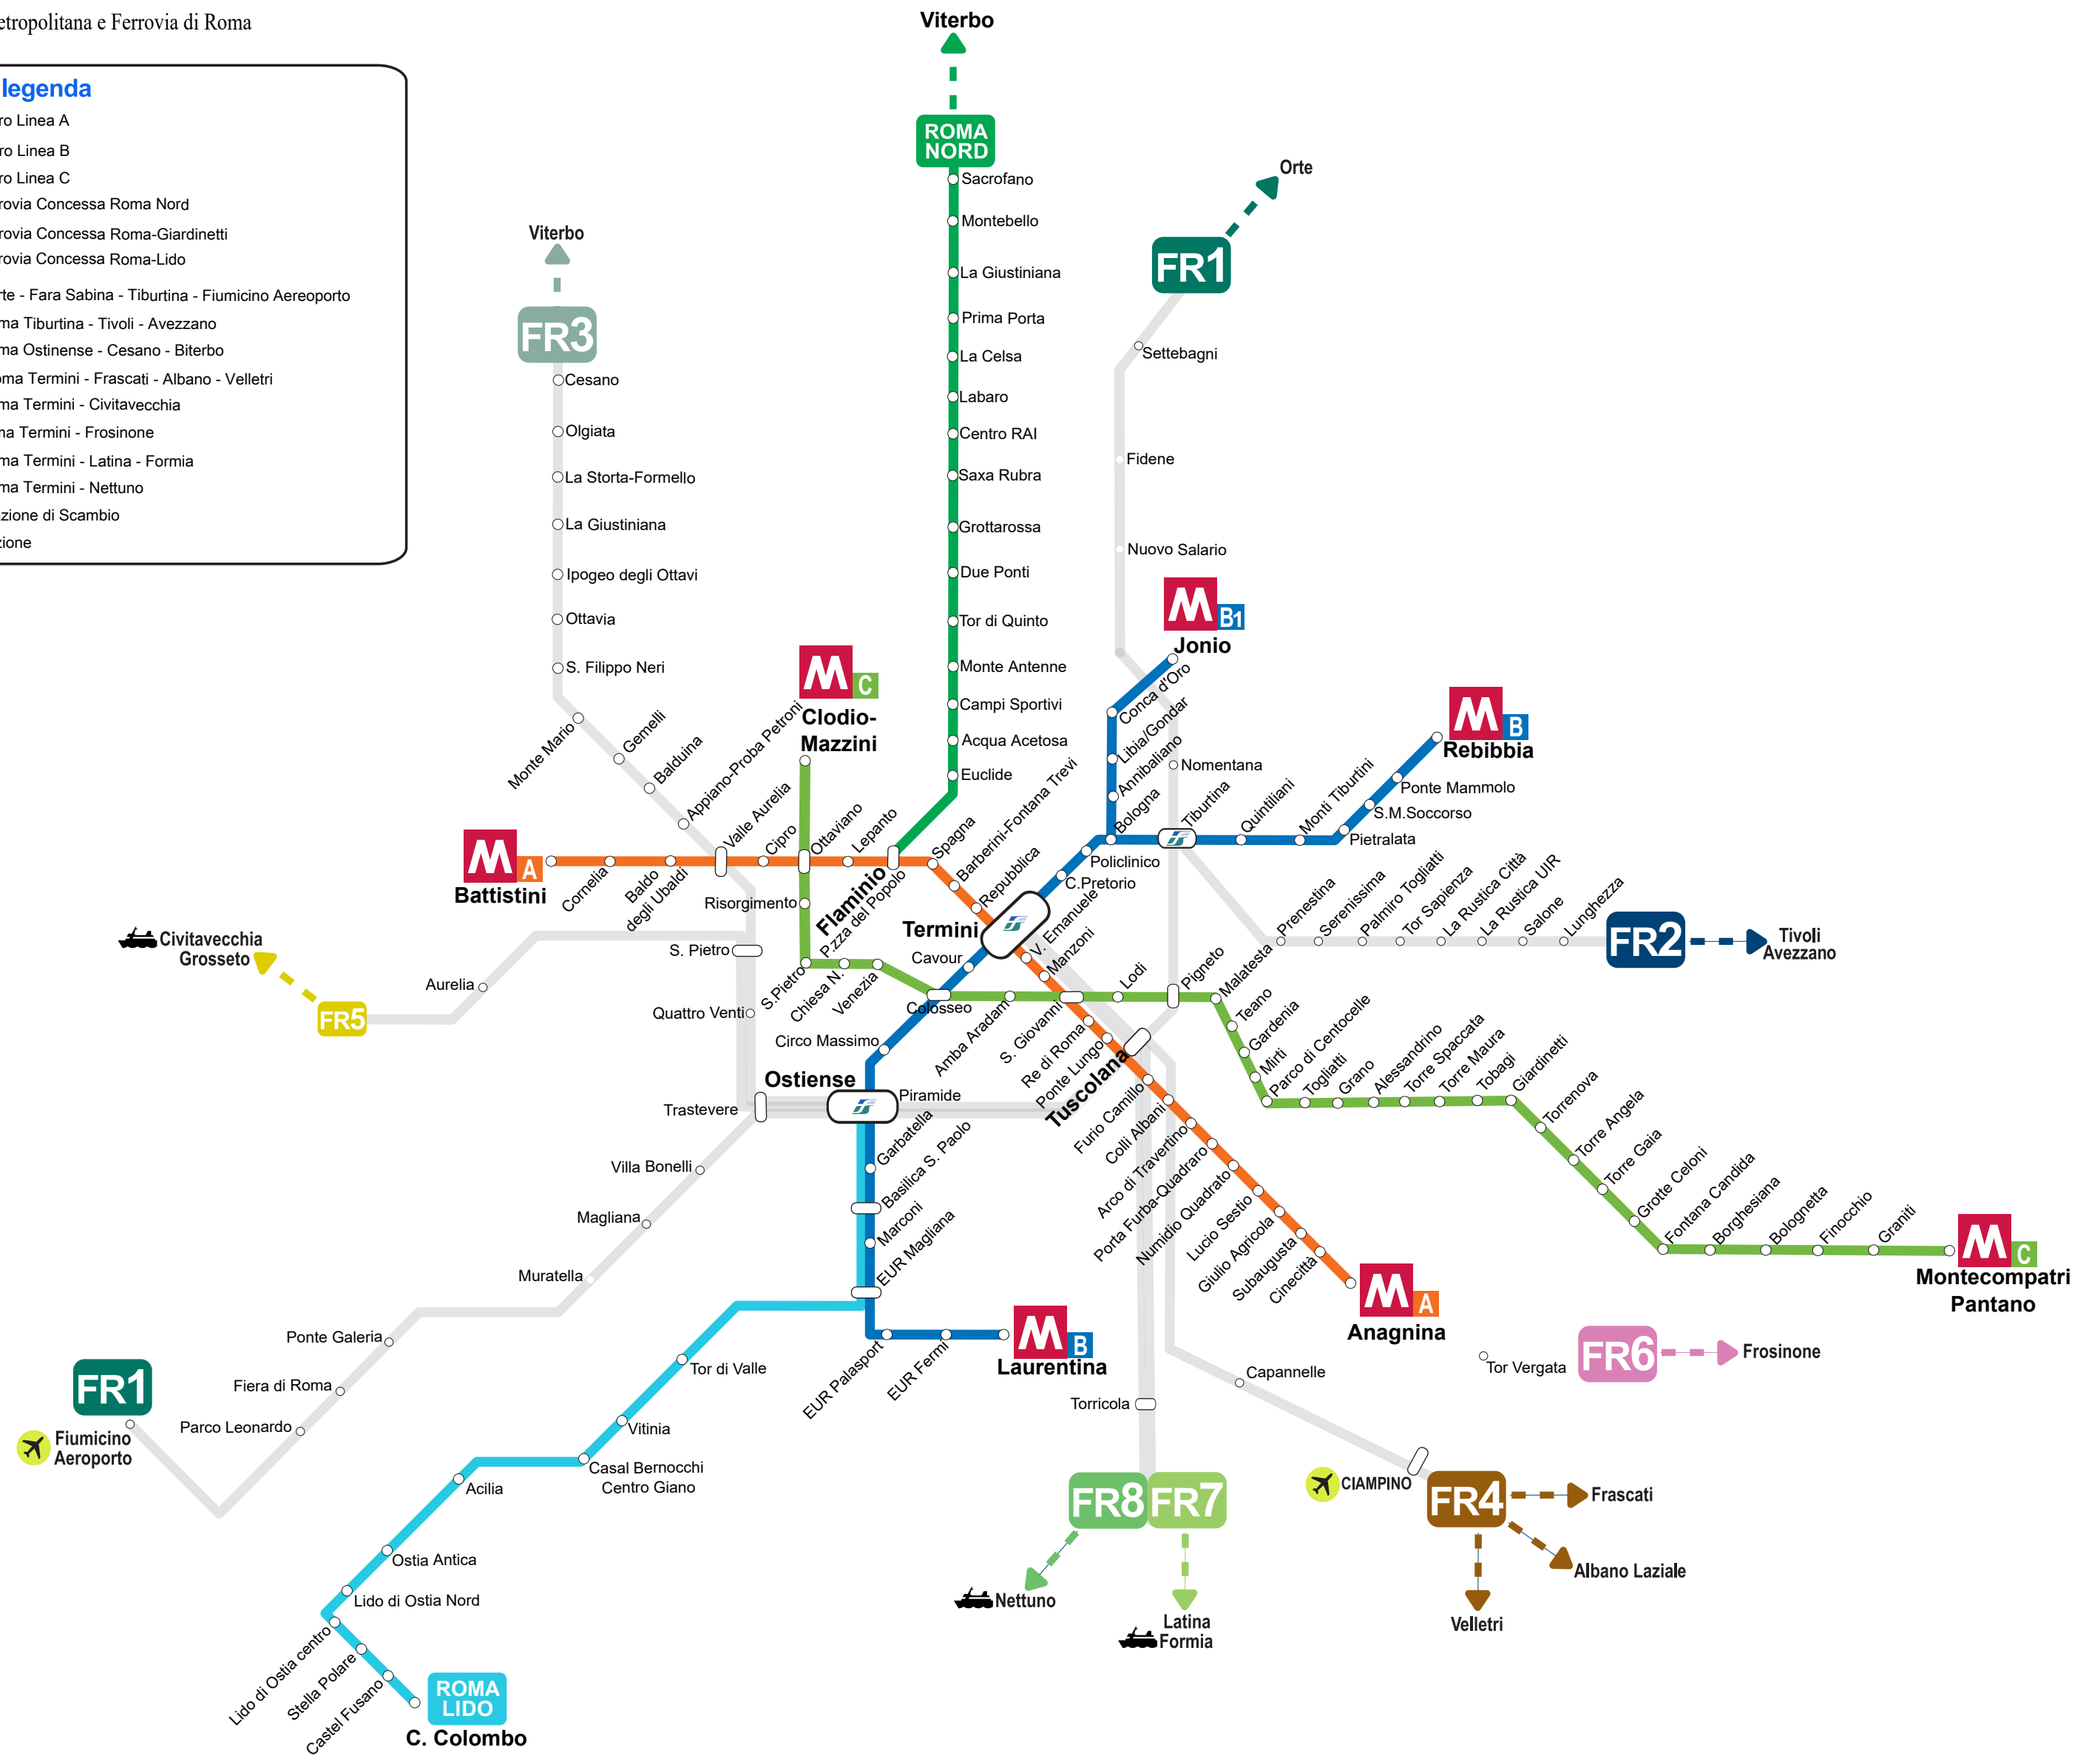 etropolitana e Ferrovia di Roma
legenda
ro Linea A
ro Linea B
ro Linea C
rovia Concessa Roma Nord
rovia Concessa Roma-Giardinetti
rovia Concessa Roma-Lido
rte - Fara Sabina - Tiburtina - Fiumicino Aereoporto
ma Tiburtina - Tivoli - Avezzano
ma Ostinense - Cesano - Biterbo
oma Termini - Frascati - Albano - Velletri
ma Termini - Civitavecchia
ma Termini - Frosinone
ma Termini - Latina - Formia
ma Termini - Nettuno
azione di Scambio
zione
Viterbo
ROMA
NORD
Sacrofano
Montebello
La Giustiniana
Prima Porta
La Celsa
Labaro
Centro RAI
Saxa Rubra
Grottarossa
Due Ponti
Tor di Quinto
Monte Antenne
Campi Sportivi
Acqua Acetosa
Euclide
Orte
FR1
Settebagni
Fidene
Nuovo Salario
Nomentana
Viterbo
FR3
Cesano
Olgiata
La Storta-Formello
La Giustiniana
Ipogeo degli Ottavi
Ottavia
S. Filippo Neri
Monte Mario
Gemelli
Balduina
Appiano-Proba Petroni
Valle Aurelia
M C
Clodio-
Mazzini
M B1
Jonio
Conca d'Oro
Libia/Gondar
Annibaliano
Bologna
Tiburtina
Quintiliani
Monti Tiburtini
Pietralata
S.M.Soccorso
Ponte Mammolo
M B
Rebibbia
Policlinico
C.Pretorio
M A
Battistini
Cornelia
Baldo
degli Ubaldi
Cipro
Ottaviano
Lepanto
Flaminio
P.zza del Popolo
Spagna
Barberini-Fontana Trevi
Repubblica
Termini
V. Emanuele
Manzoni
Risorgimento
S. Pietro
Quattro Venti
S.Pietro
Chiesa N.
Venezia
Colosseo
Cavour
Circo Massimo
Amba Aradam
S. Giovanni
Re di Roma
Ponte Lungo
Tuscolana
Lodi
Pigneto
Malatesta
Teano
Gardenia
Mirti
Parco di Centocelle
Togliatti
Grano
Alessandrino
Torre Spaccata
Torre Maura
Tobagi
Giardinetti
Torrenova
Torre Angela
Torre Gaia
Grotte Celoni
Fontana Candida
Borghesiana
Bolognetta
Finocchio
Graniti
M C
Montecompatri
Pantano
Prenestina
Serenissima
Palmiro Togliatti
Tor Sapienza
La Rustica Città
La Rustica UIR
Salone
Lunghezza
FR2
Tivoli
Avezzano
Civitavecchia
Grosseto
FR5
Aurelia
Ostiense
Piramide
Trastevere
Villa Bonelli
Magliana
Muratella
Ponte Galeria
Fiera di Roma
Parco Leonardo
FR1
Fiumicino
Aeroporto
Garbatella
Basilica S. Paolo
Marconi
EUR Magliana
EUR Palasport
EUR Fermi
M B
Laurentina
Furio Camillo
Colli Albani
Arco di Travertino
Porta Furba-Quadraro
Numidio Quadrato
Lucio Sestio
Giulio Agricola
Subaugusta
Cinecittà
M A
Anagnina
Tor di Valle
Vitinia
Casal Bernocchi
Centro Giano
Acilia
Ostia Antica
Lido di Ostia Nord
Lido di Ostia centro
Stella Polare
Castel Fusano
ROMA
LIDO
C. Colombo
Torricola
Capannelle
Tor Vergata
FR6
Frosinone
CIAMPINO
FR4
Frascati
Albano Laziale
Velletri
FR8
FR7
Nettuno
Latina
Formia